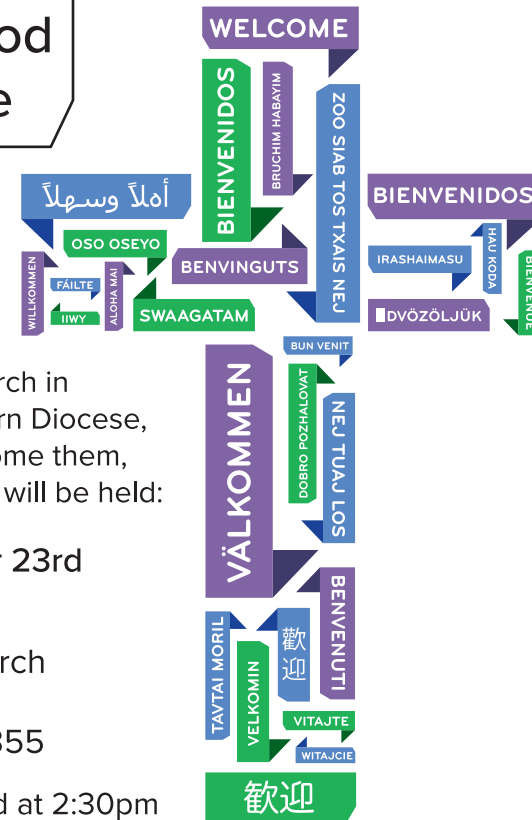 od
e
WELCOME
BIENVENIDOS
BRUCHIM HABAYIM
ZOO SIAB TOS TXAIS NEJ
أهلاً وسهلاً
BIENVENIDOS
OSO OSEYO
WILLKOMMEN
FÁILTE
IIWY
ALOHA MAI
BENVINGUTS
SWAAGATAM
IRASHAIMASU
HAU KODA
BIENVENUE
DVÖZÖLJÜK
BUN VENIT
VÄLKOMMEN
DOBRO POZHALOVAT
NEJ TUAJ LOS
rch in
rn Diocese,
ome them,
will be held:
r 23rd
BENVENUTI
TAVTAI MORIL
歡迎
VELKOMIN
rch
VITAJTE
355
WITAJCIE
d at 2:30pm
歡迎